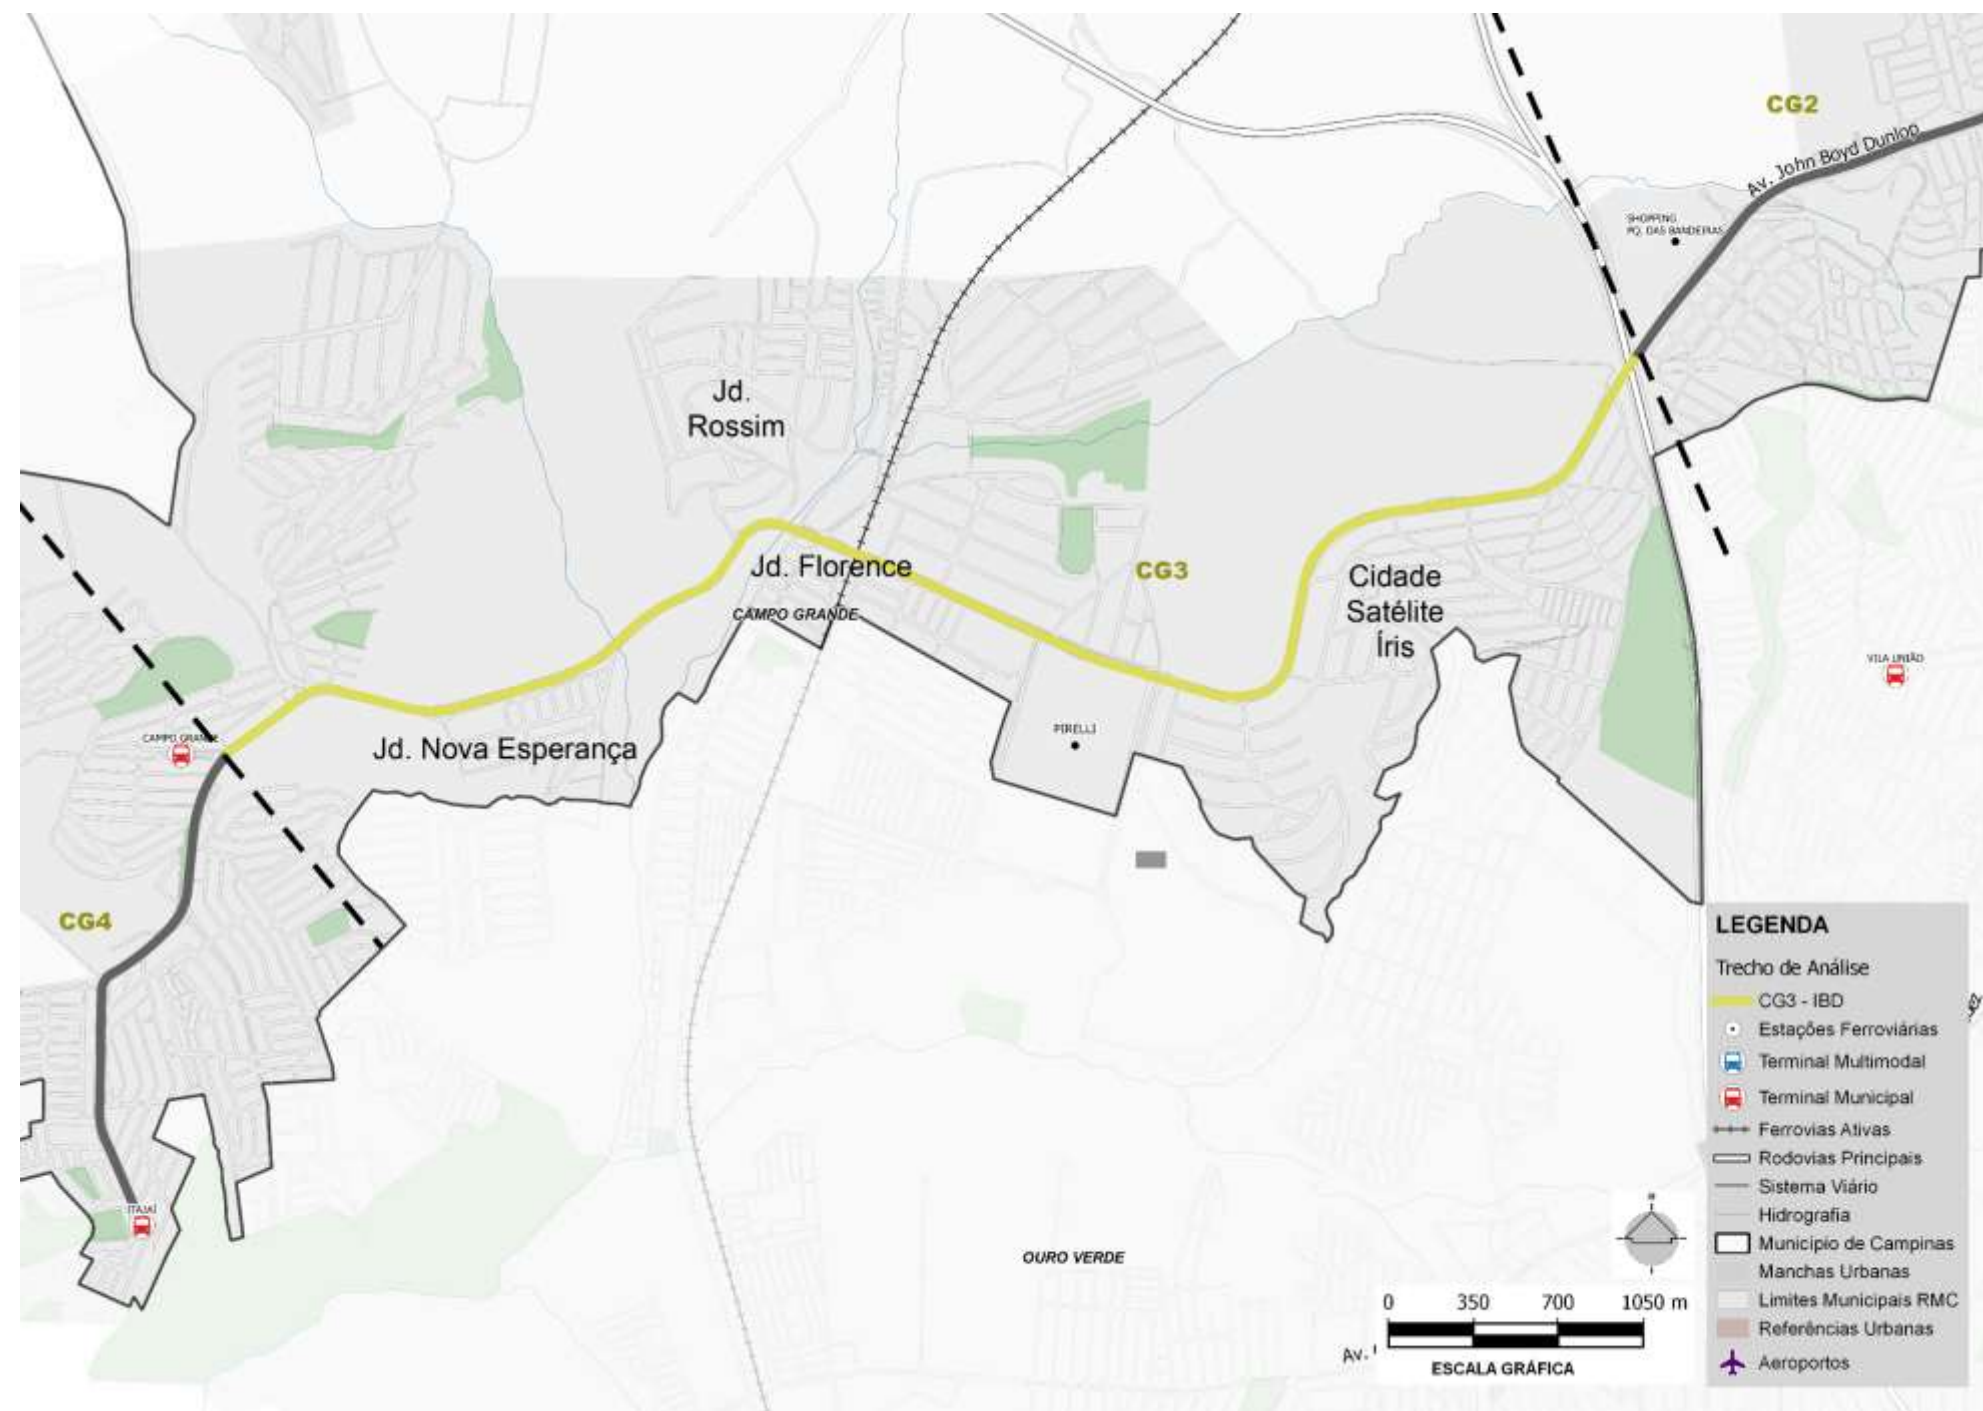 CG2
Av. John Boyd Dunlop
SHOPPING
PQ. DAS BANDEIRAS
Jd.
Rossim
Jd. Florence
CG3
Cidade
Satélite
Íris
CAMPO GRANDE
VILA UNIÃO
CAMPO GRANDE
Jd. Nova Esperança
PIRELLI
CG4
ITAJAÍ
OURO VERDE
LEGENDA
Trecho de Análise
CG3 - IBD
Estações Ferroviárias
Terminal Multimodal
Terminal Municipal
Ferrovias Ativas
Rodovias Principais
Sistema Viário
Hidrografia
Município de Campinas
Manchas Urbanas
Limites Municipais RMC
Referências Urbanas
Aeroportos
0 350 700 1050 m
Av.
ESCALA GRÁFICA